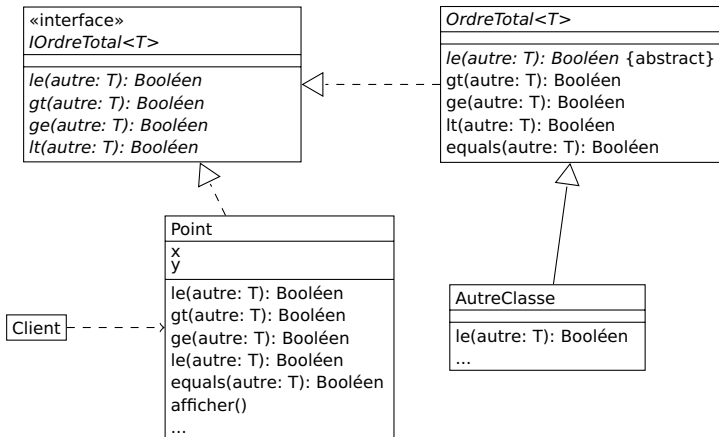 «interface»
IOrdreTotal<T>
le(autre: T): Booléen
gt(autre: T): Booléen
ge(autre: T): Booléen
lt(autre: T): Booléen
OrdreTotal<T>
le(autre: T): Booléen {abstract}
gt(autre: T): Booléen
ge(autre: T): Booléen
lt(autre: T): Booléen
equals(autre: T): Booléen
Point
x
y
le(autre: T): Booléen
gt(autre: T): Booléen
ge(autre: T): Booléen
le(autre: T): Booléen
equals(autre: T): Booléen
afficher()
...
Client
AutreClasse
le(autre: T): Booléen
...